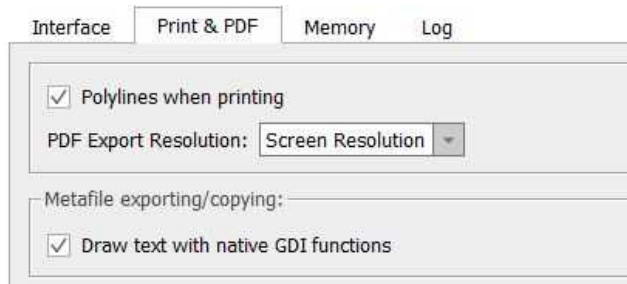 Interface Print & PDF Memory Log
Polylines when printing
PDF Export Resolution: Screen Resolution
Metafile exporting/copying:
Draw text with native GDI functions